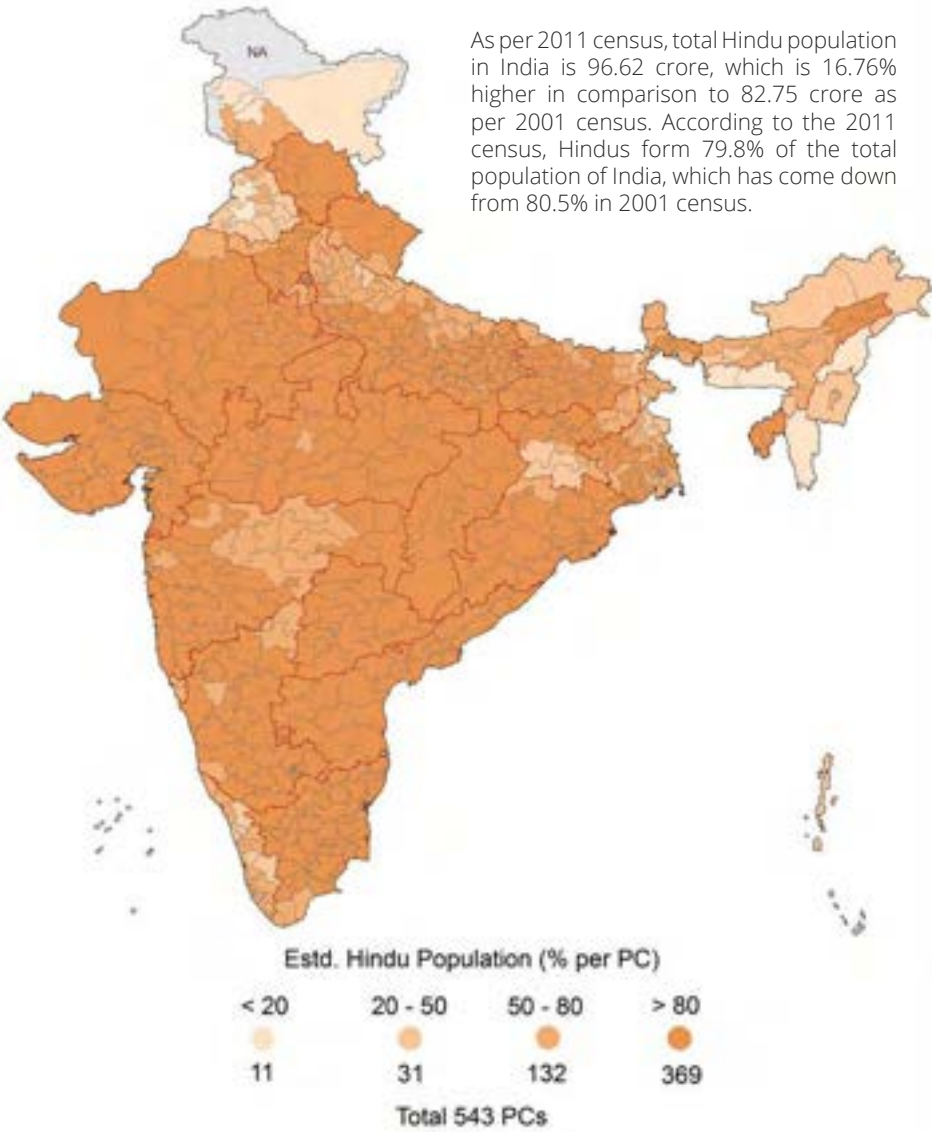 NA
As per 2011 census, total Hindu population
in India is 96.62 crore, which is 16.76%
higher in comparison to 82.75 crore as
per 2001 census. According to the 2011
census, Hindus form 79.8% of the total
population of India, which has come down
from 80.5% in 2001 census.
Estd. Hindu Population (% per PC)
< 20 20 - 50 50 - 80 > 80
11 31 132 369
Total 543 PCs